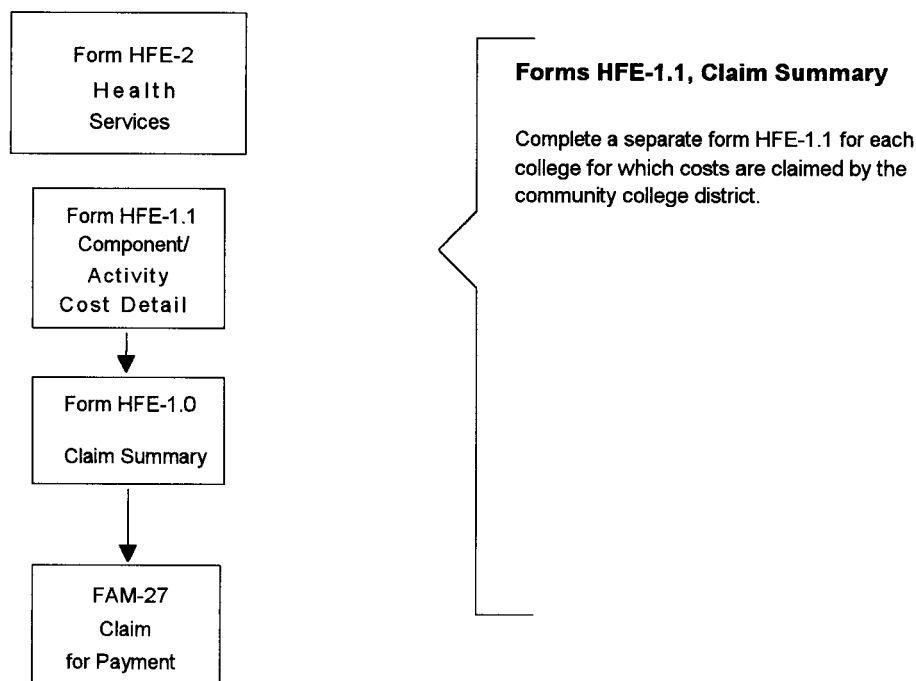 Form HFE-2
Health
Services
Form HFE-1.1
Component/
Activity
Cost Detail
Form HFE-1.0
Claim Summary
FAM-27
Claim
for Payment
Forms HFE-1.1, Claim Summary
Complete a separate form HFE-1.1 for each
college for which costs are claimed by the
community college district.